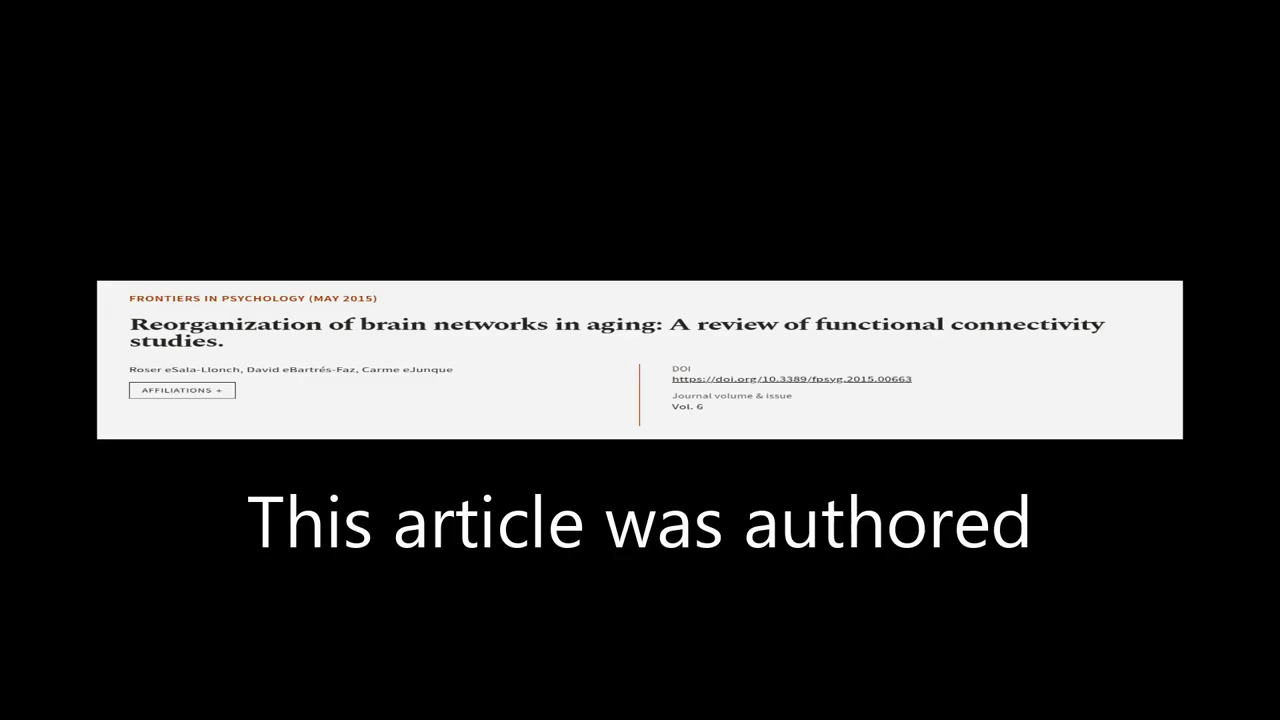 FRONTIERS IN PSYCHOLOGY (MAY 2015)
Reorganization of brain networks in aging: A review of functional connectivity
studies.
Roser eSala-Llonch, David eBartrés-Faz, Carme eJunque
AFFILIATIONS +
DOI
https://doi.org/10.3389/fpsyg.2015.00663
Journal volume & issue
Vol. 6
This article was authored